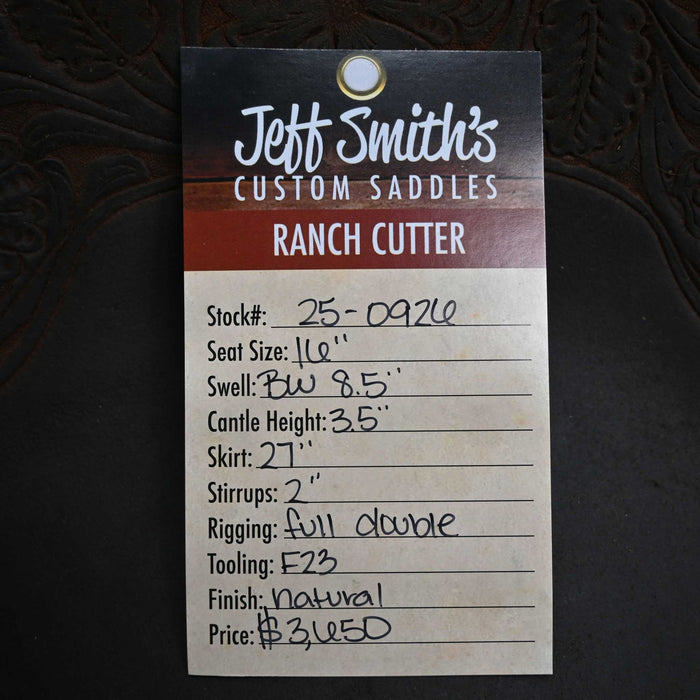 Jeff Smith's
CUSTOM SADDLES
RANCH CUTTER
Stock#: 25-0926
Seat Size: 16"
Swell: BW 8.5"
Cantle Height: 3.5"
Skirt: 27"
Stirrups: 2"
Rigging: full double
Tooling: F23
Finish: natural
Price: $3,650